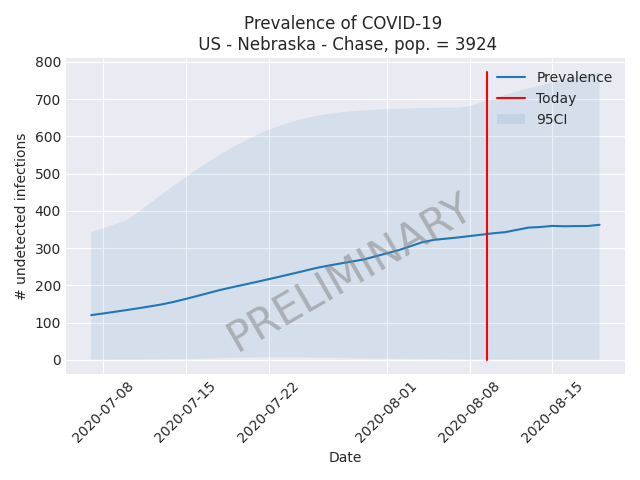 Prevalence of COVID-19
US - Nebraska - Chase, pop. = 3924
800
700
600
500
400
300
200
100
0
# undetected infections
Prevalence
Today
95CI
PRELIMINARY
2020-07-08
2020-07-15
2020-07-22
2020-08-01
2020-08-08
2020-08-15
Date